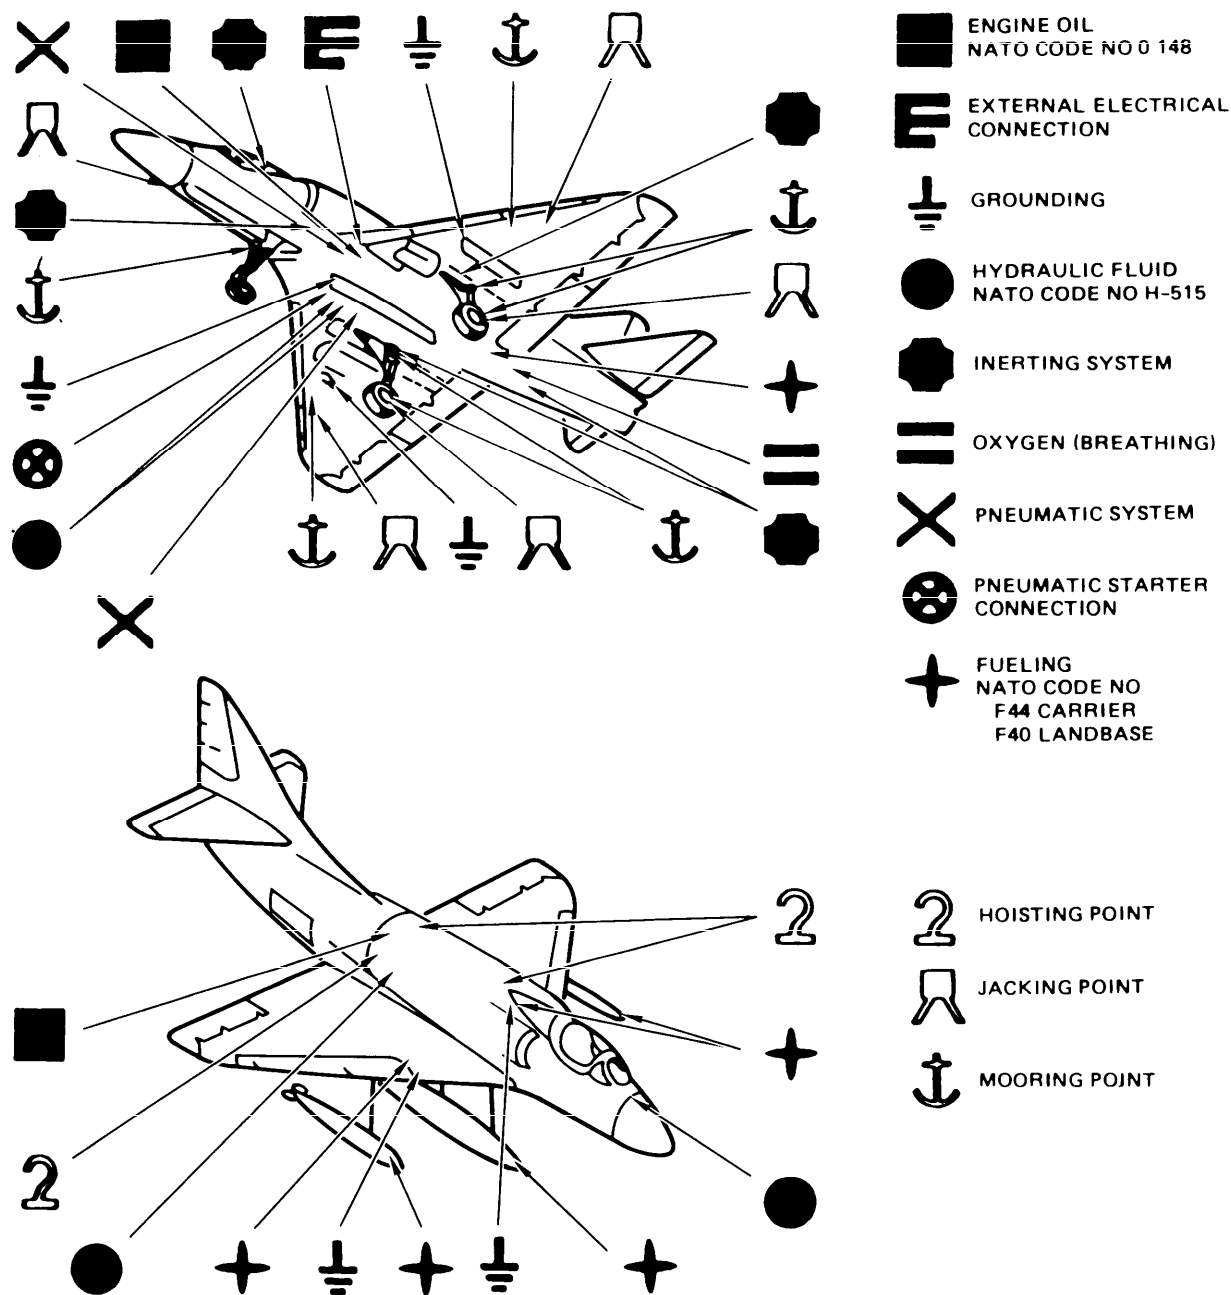 ENGINE OIL
NATO CODE NO 0 148
EXTERNAL ELECTRICAL
CONNECTION
GROUNDING
HYDRAULIC FLUID
NATO CODE NO H-515
INERTING SYSTEM
OXYGEN (BREATHING)
PNEUMATIC SYSTEM
PNEUMATIC STARTER
CONNECTION
FUELING
NATO CODE NO
F44 CARRIER
F40 LANDBASE
HOISTING POINT
JACKING POINT
MOORING POINT